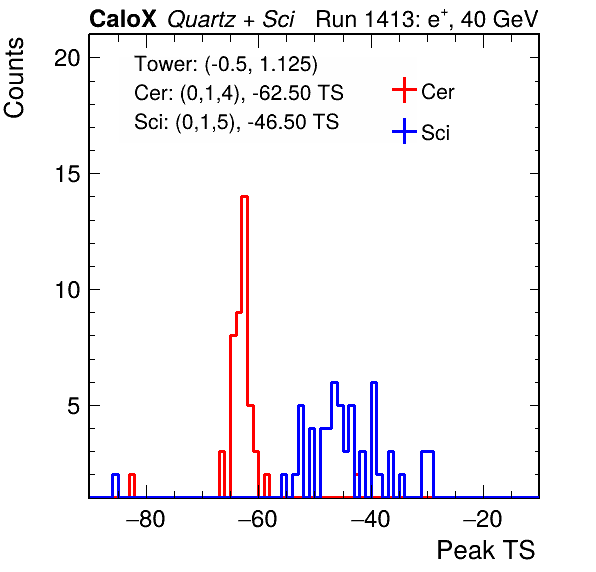 CaloX Quartz + Sci Run 1413: e⁺, 40 GeV
Counts
Tower: (-0.5, 1.125)
Cer: (0,1,4), -62.50 TS
Sci: (0,1,5), -46.50 TS
Cer
Sci
20
15
10
5
−80 −60 −40 −20
Peak TS